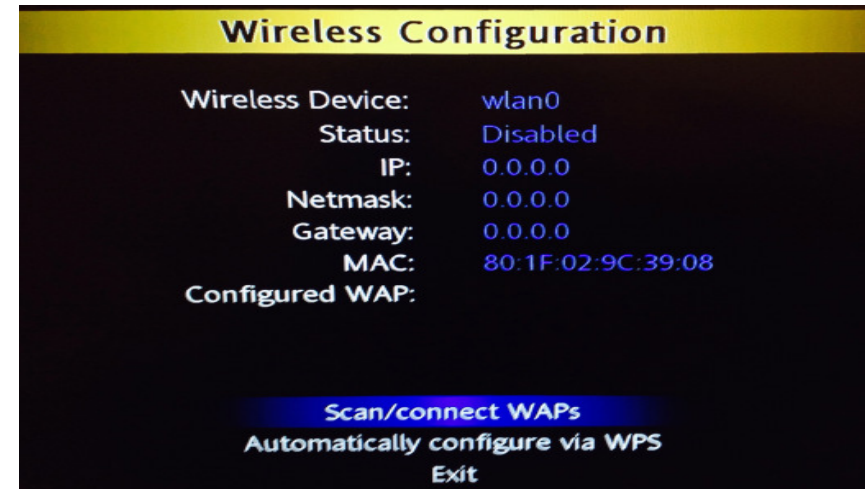 Wireless Configuration
Wireless Device: wlan0
Status: Disabled
IP: 0.0.0.0
Netmask: 0.0.0.0
Gateway: 0.0.0.0
MAC: 80:1F:02:9C:39:08
Configured WAP:
Scan/connect WAPs
Automatically configure via WPS
Exit